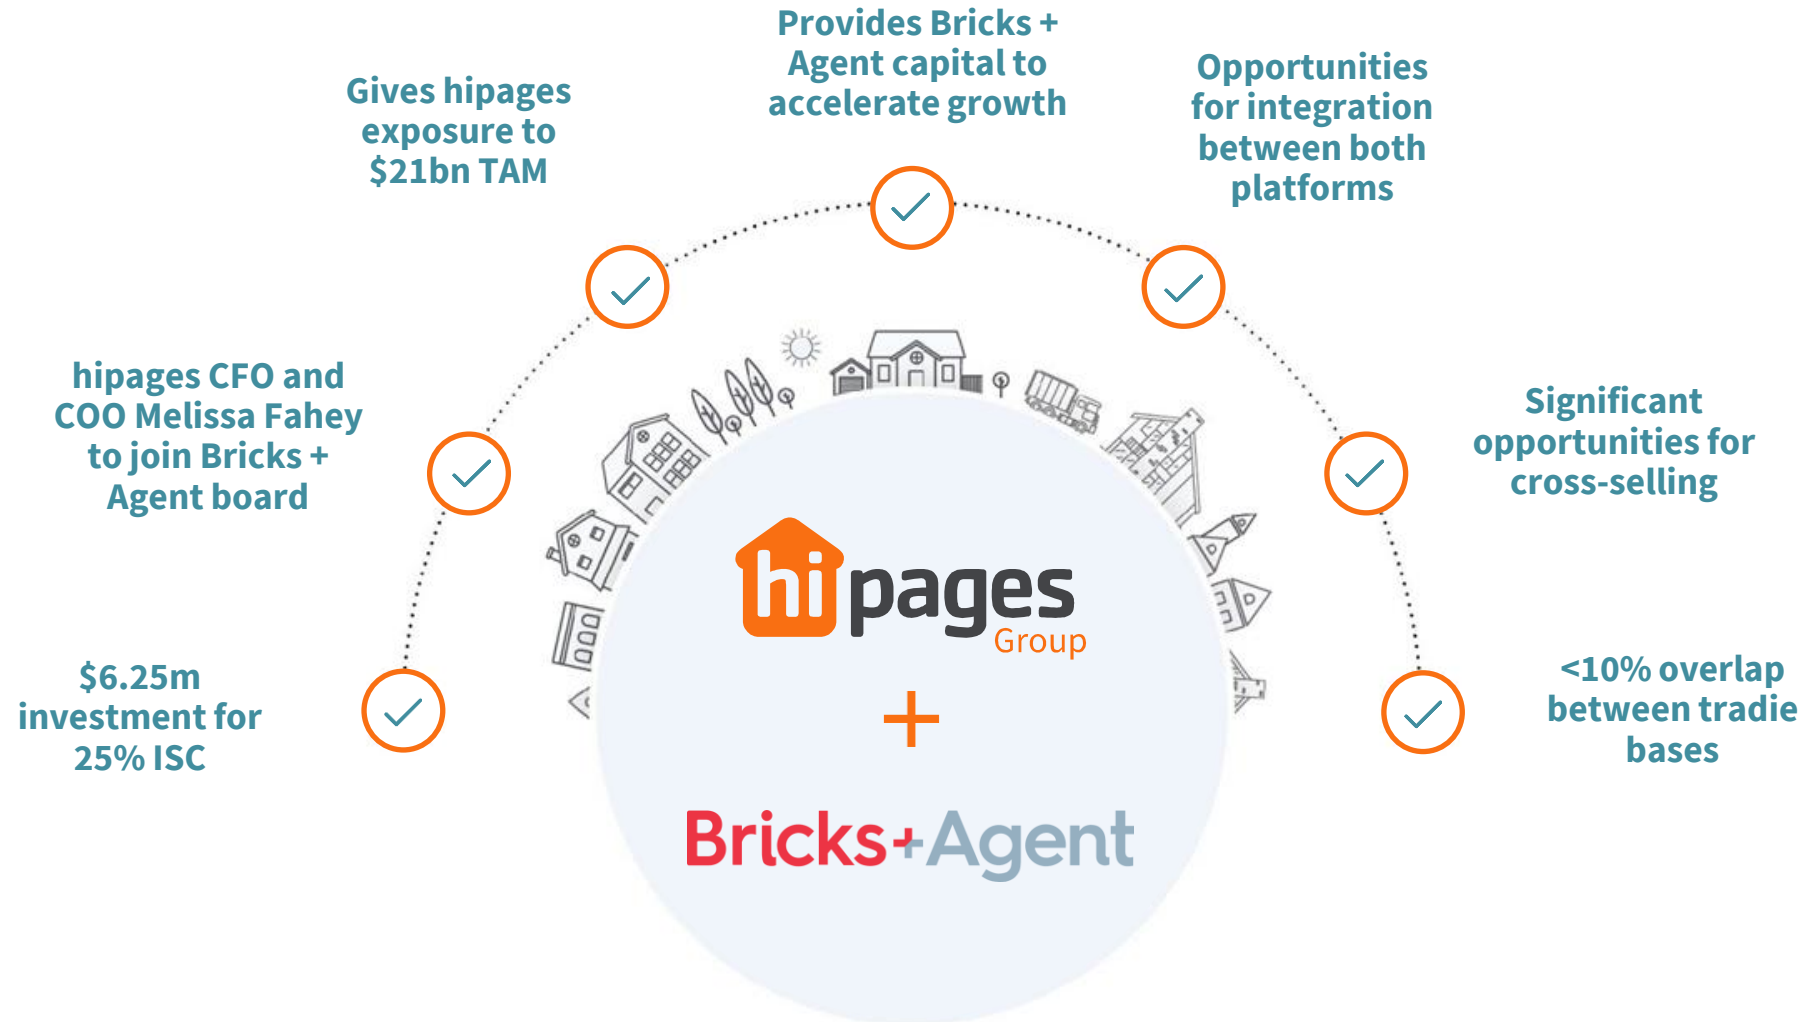 Provides Bricks +
Agent capital to
accelerate growth
Gives hipages
exposure to
$21bn TAM
Opportunities
for integration
between both
platforms
hipages CFO and
COO Melissa Fahey
to join Bricks +
Agent board
Significant
opportunities for
cross-selling
$6.25m
investment for
25% ISC
<10% overlap
between tradie
bases
hipages
Group
+
Bricks+Agent